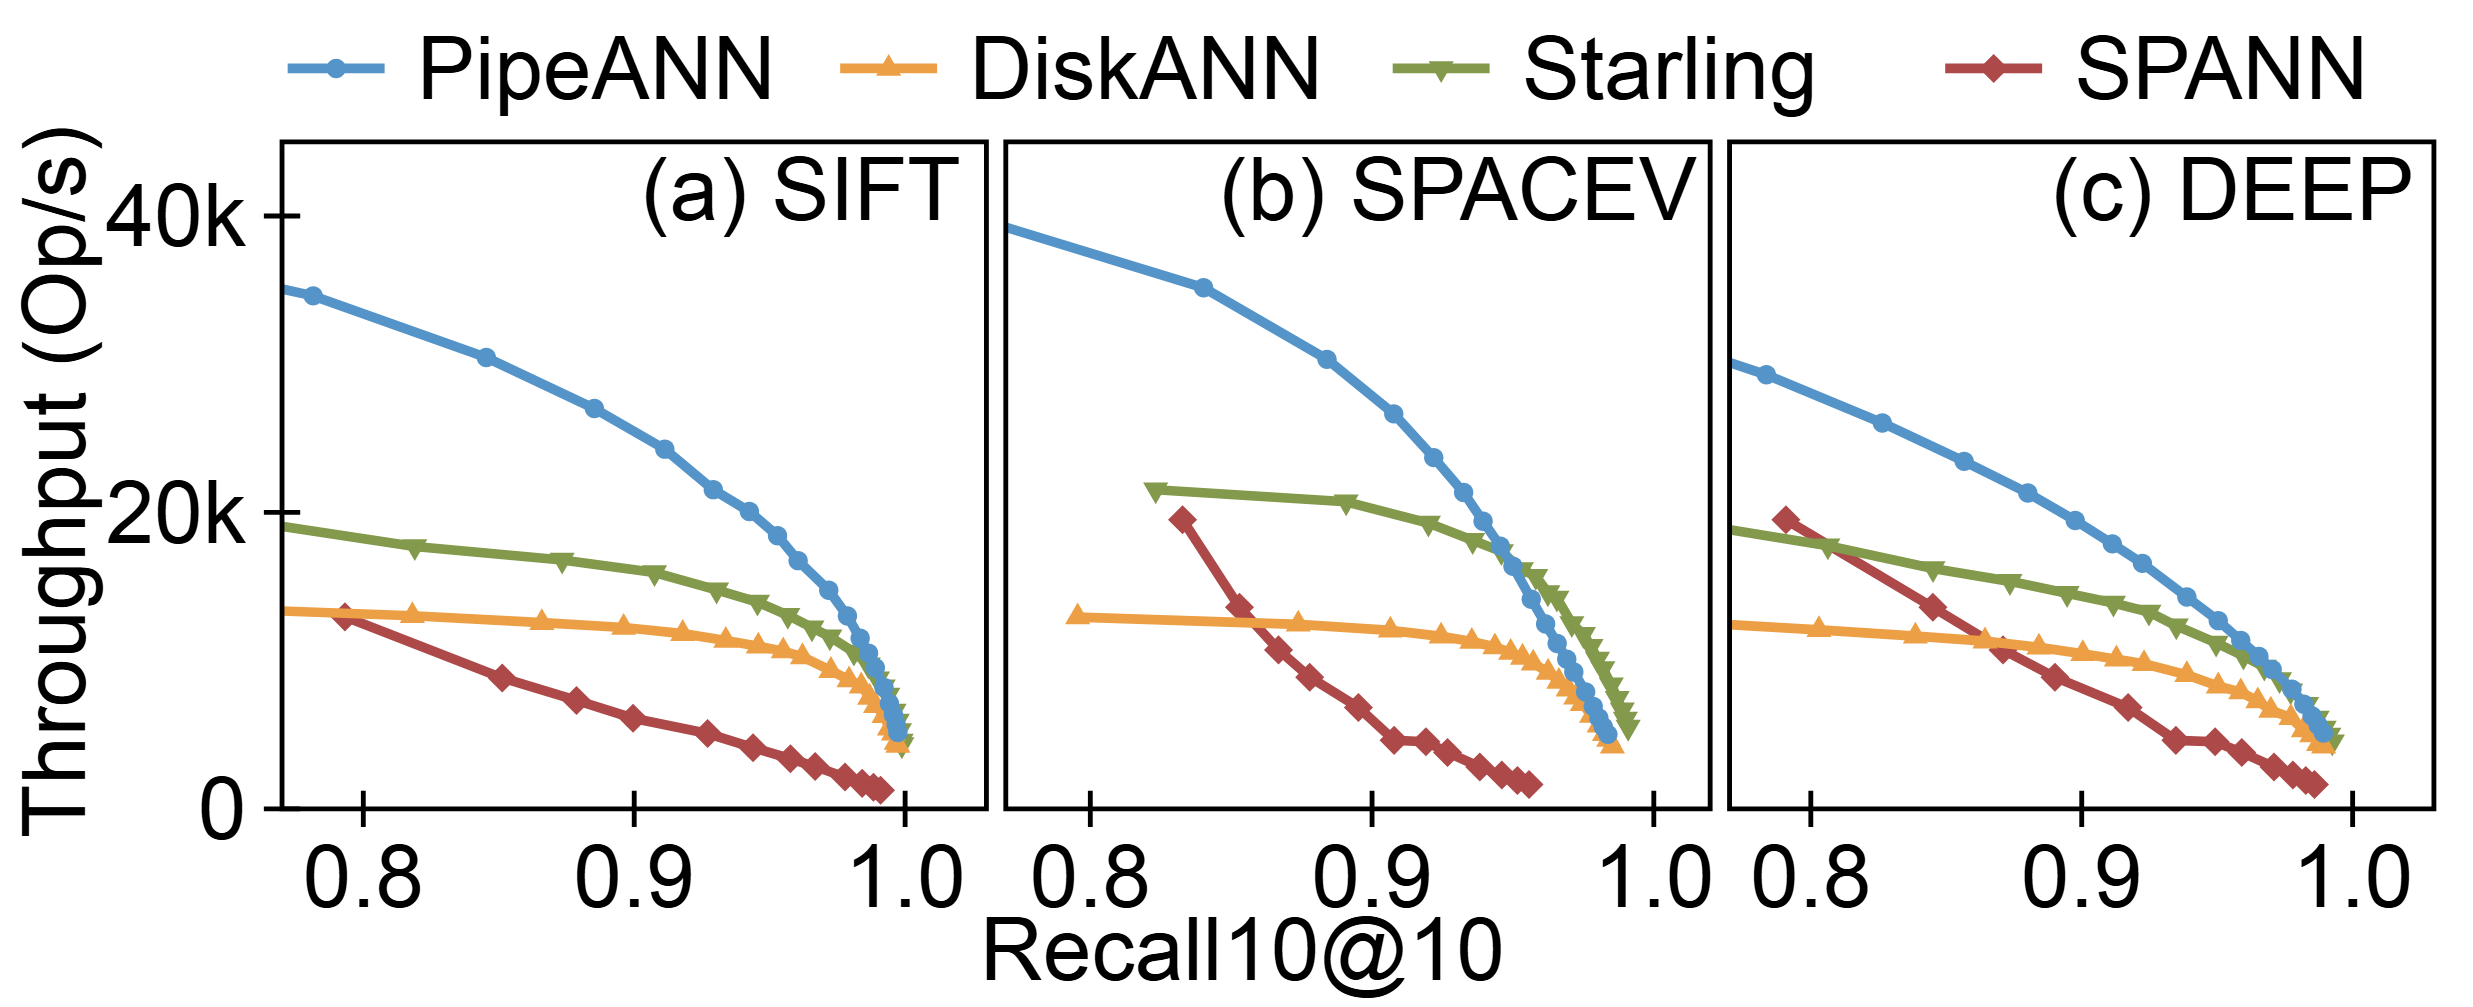 PipeANN DiskANN Starling SPANN
(a) SIFT (b) SPACEV (c) DEEP
Throughput (Op/s)
40k
20k
0
0.8 0.9 1.0 0.8 0.9 1.0 0.8 0.9 1.0
Recall10@10